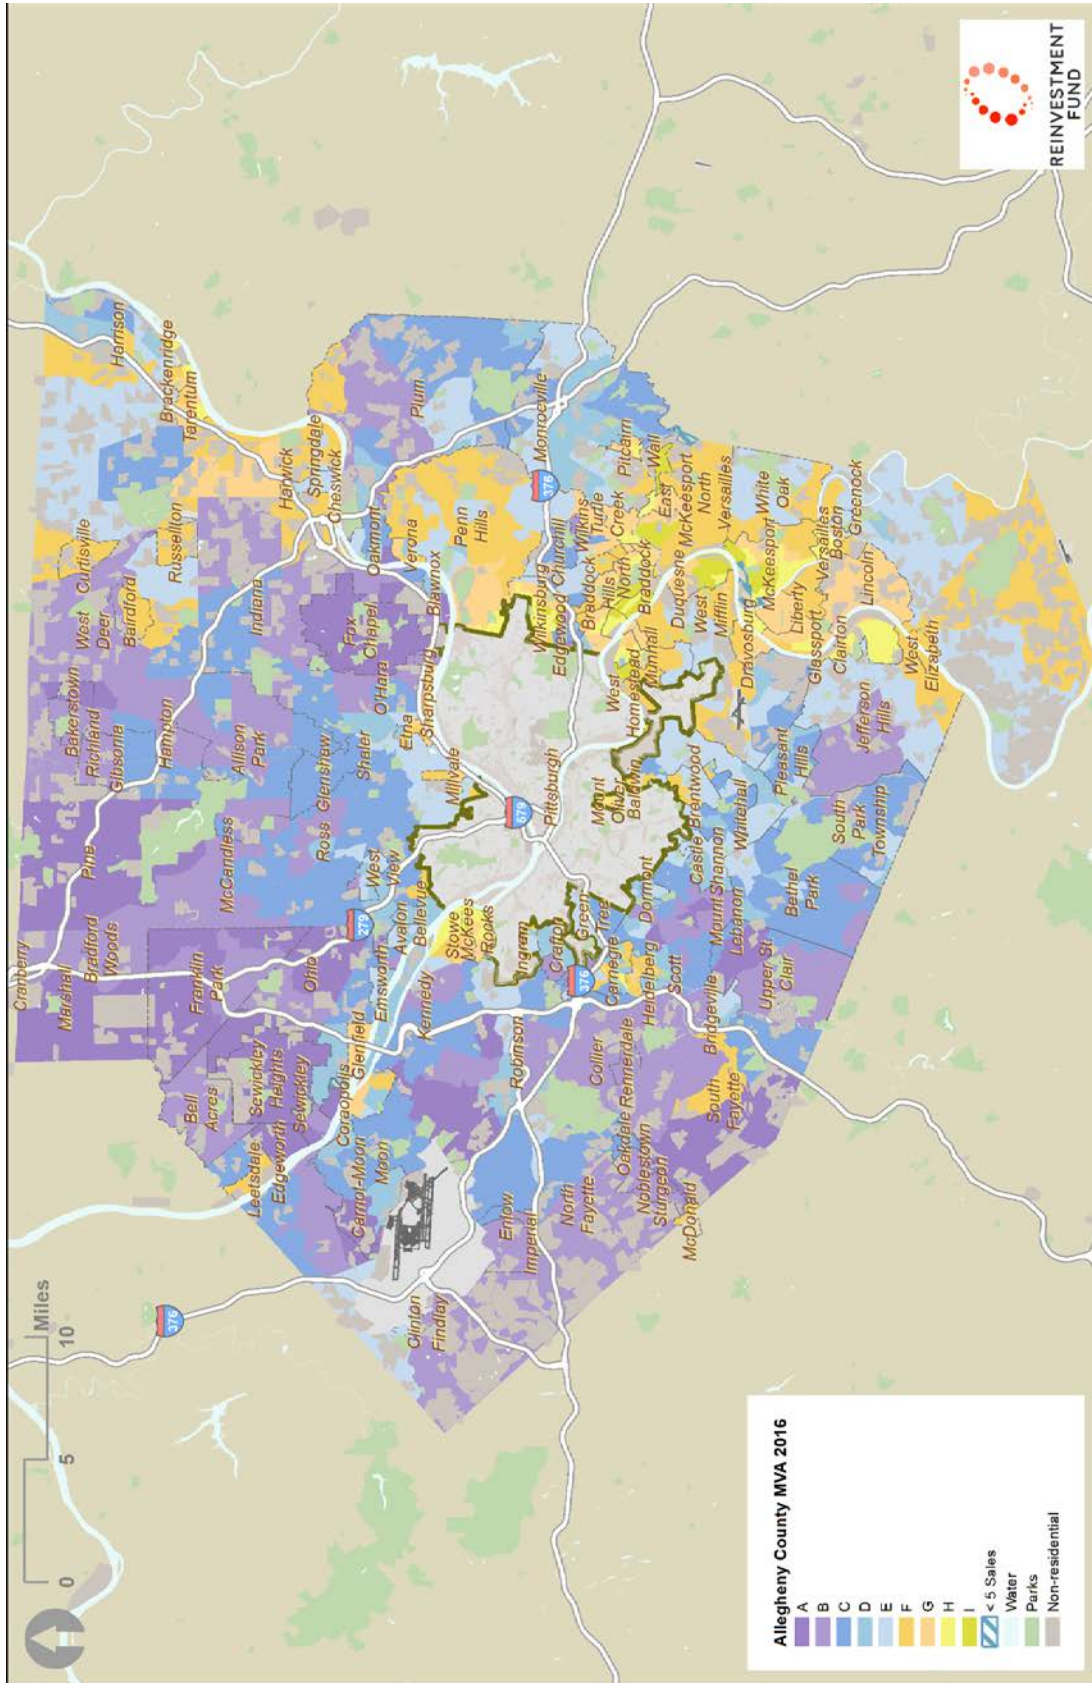 Miles
0
5
10
376
Cranberry
Marshall
Bradford
Woods
Pine
Bakerstown
Richland
Gibsonia
West
Deer
Bairdford
Curtisville
Russellton
Harrison
Brackenridge
Tarentum
Franklin
Park
McCandless
Hampton
Allison
Park
Indiana
Harwick
Springdale
Cheswick
Bell
Acres
Sewickley
Heights
Sewickley
Edgeworth
Leetsdale
Ohio
279
Ross
Glenshaw
Shaler
Fox
Chapel
O'Hara
Oakmont
Plum
Glenfield
Emsworth
Avalon
Bellevue
West
View
Millvale
Etna
Sharpsburg
Blawnox
Verona
Penn
Hills
Coraopolis
Carnot-Moon
Moon
Kennedy
Stowe
McKees
Rocks
579
Pittsburgh
Wilkinsburg
Edgewood
Churchill
376
Monroeville
Clinton
Findlay
Enlow
Imperial
Robinson
Ingram
Crafton
Green
Tree
376
Mount
Oliver
Baldwin
West
Homestead
Munhall
Braddock
Hills
North
Braddock
Wilkins
Turtle
Creek
Pitcairn
Wall
East
McKeesport
North
Versailles
North
Fayette
Oakdale
Rennerdale
Collier
Carnegie
Heidelberg
Scott
Dormont
Castle
Shannon
Mount
Lebanon
Brentwood
Whitehall
Duquesne
West
Mifflin
Dravosburg
McKeesport
White
Oak
Noblestown
Sturgeon
McDonald
South
Fayette
Bridgeville
Upper St.
Clair
Bethel
Park
Pleasant
Hills
Liberty
Glassport
Clairton
Lincoln
Versailles
Boston
Greenock
South
Park
Township
Jefferson
Hills
West
Elizabeth
Allegheny County MVA 2016
A
B
C
D
E
F
G
H
I
< 5 Sales
Water
Parks
Non-residential
REINVESTMENT
FUND